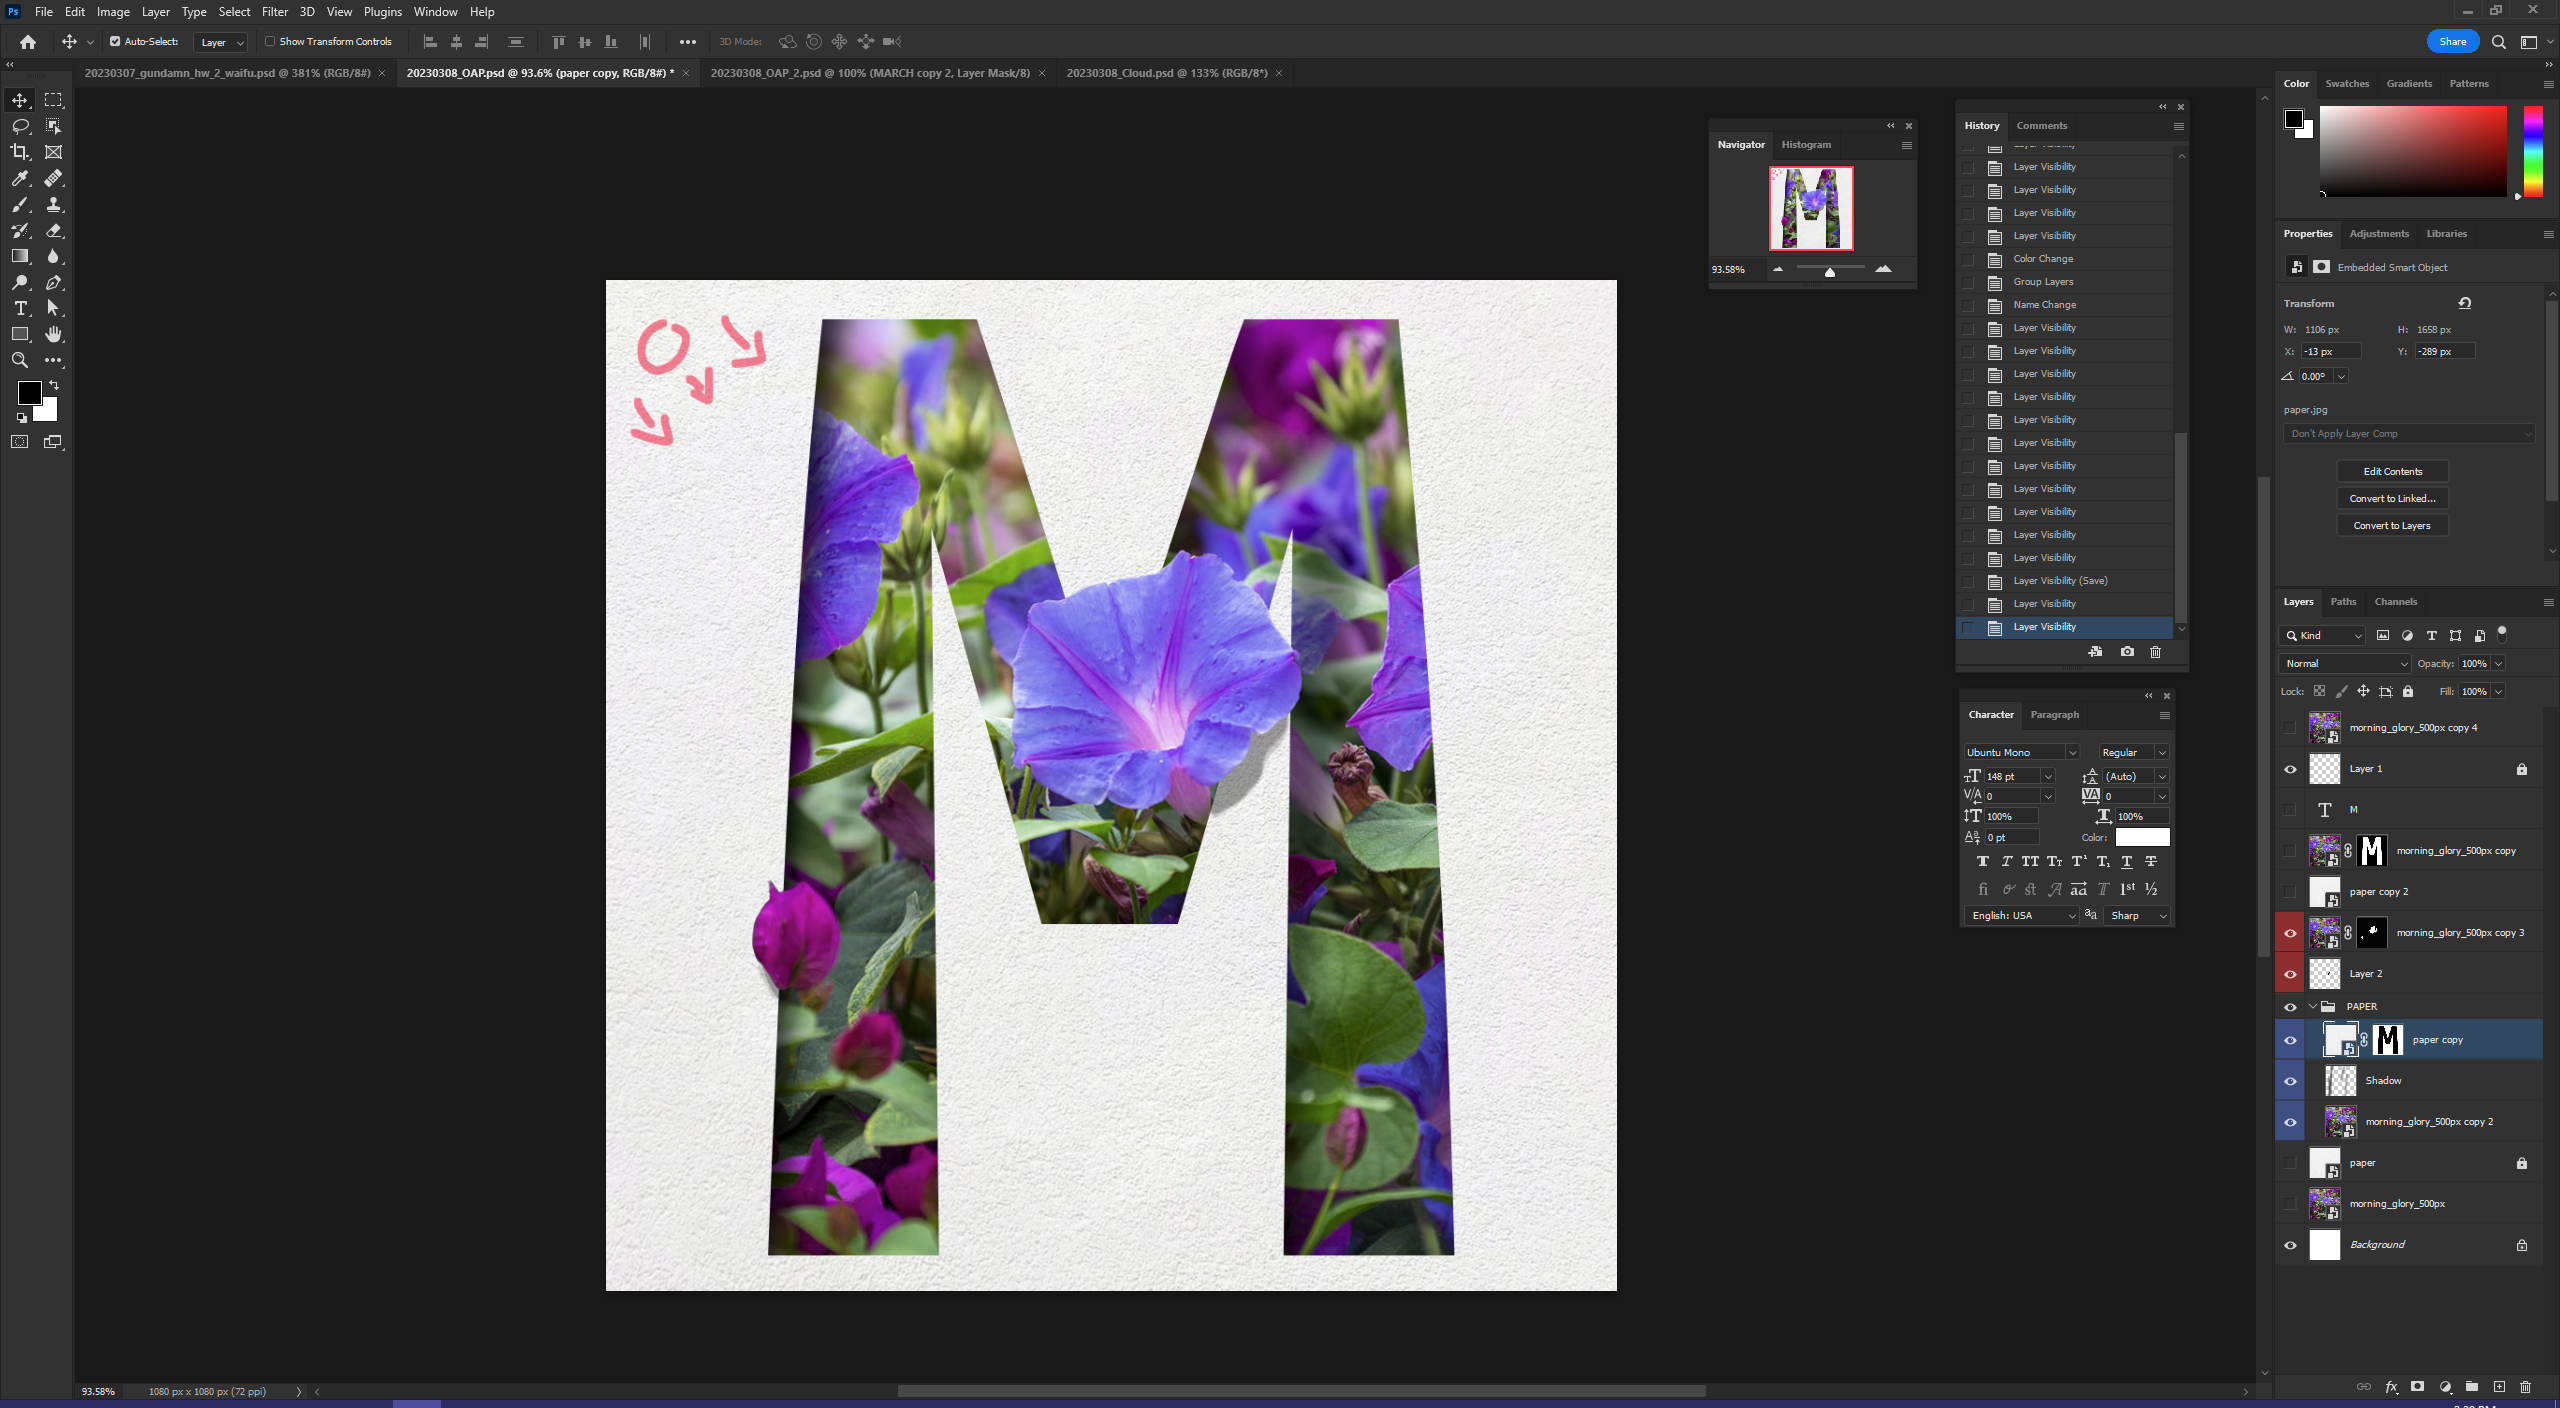 Ps File Edit Image Layer Type Select Filter 3D View Plugins Window Help
Auto-Select: Layer Show Transform Controls 3D Mode: Share
20230307_gundamn_hw_2_waifu.psd @ 381% (RGB/8#) × 20230308_OAP.psd @ 93.6% (paper copy, RGB/8#) * × 20230308_OAP_2.psd @ 100% (MARCH copy 2, Layer Mask/8) × 20230308_Cloud.psd @ 133% (RGB/8*) ×
Navigator Histogram
93.58%
History Comments
Layer Visibility
Layer Visibility
Layer Visibility
Layer Visibility
Layer Visibility
Color Change
Group Layers
Name Change
Layer Visibility
Layer Visibility
Layer Visibility
Layer Visibility
Layer Visibility
Layer Visibility
Layer Visibility
Layer Visibility
Layer Visibility
Layer Visibility
Layer Visibility
Layer Visibility (Save)
Layer Visibility
Layer Visibility
Character Paragraph
Ubuntu Mono Regular
148 pt (Auto)
0 0
100% 100%
0 pt Color:
English: USA Sharp
M
Color Swatches Gradients Patterns
Properties Adjustments Libraries
Embedded Smart Object
Transform
W: 1106 px H: 1658 px
X: -13 px Y: -289 px
0.00°
paper.jpg
Don't Apply Layer Comp
Edit Contents
Convert to Linked...
Convert to Layers
Layers Paths Channels
Kind
Normal Opacity: 100%
Lock: Fill: 100%
morning_glory_500px copy 4
Layer 1
M
morning_glory_500px copy
paper copy 2
morning_glory_500px copy 3
Layer 2
PAPER
paper copy
Shadow
morning_glory_500px copy 2
paper
morning_glory_500px
Background
93.58% 1080 px x 1080 px (72 ppi)